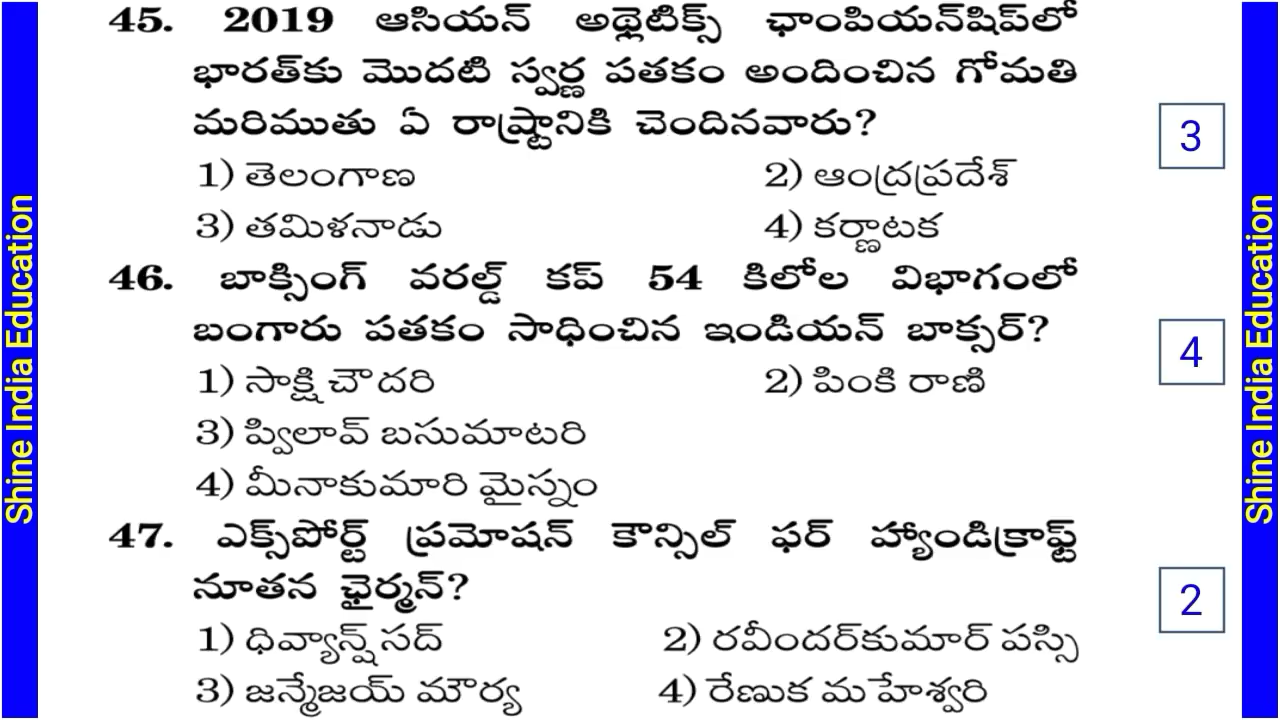 45. 2019 ఆసియన్ అథ్లెటిక్స్ ఛాంపియన్‌షిప్‌లో
భారత్‌కు మొదటి స్వర్ణ పతకం అందించిన గోమతి
మరిముతు ఏ రాష్ట్రానికి చెందినవారు?
3
1) తెలంగాణ 2) ఆంద్రప్రదేశ్
3) తమిళనాడు 4) కర్ణాటక
46. బాక్సింగ్ వరల్డ్ కప్ 54 కిలోల విభాగంలో
బంగారు పతకం సాధించిన ఇండియన్ బాక్సర్?
4
1) సాక్షి చౌదరి 2) పింకి రాణి
3) ప్విలావ్ బసుమాటరి
4) మీనాకుమారి మైస్నం
47. ఎక్స్‌పోర్ట్ ప్రమోషన్ కౌన్సిల్ ఫర్ హ్యాండిక్రాఫ్ట్
నూతన ఛైర్మన్?
2
1) ధివ్యాన్ష్ సద్ 2) రవీందర్‌కుమార్ పస్సి
3) జన్మేజయ్ మౌర్య 4) రేణుక మహేశ్వరి
Shine India Education
Shine India Education